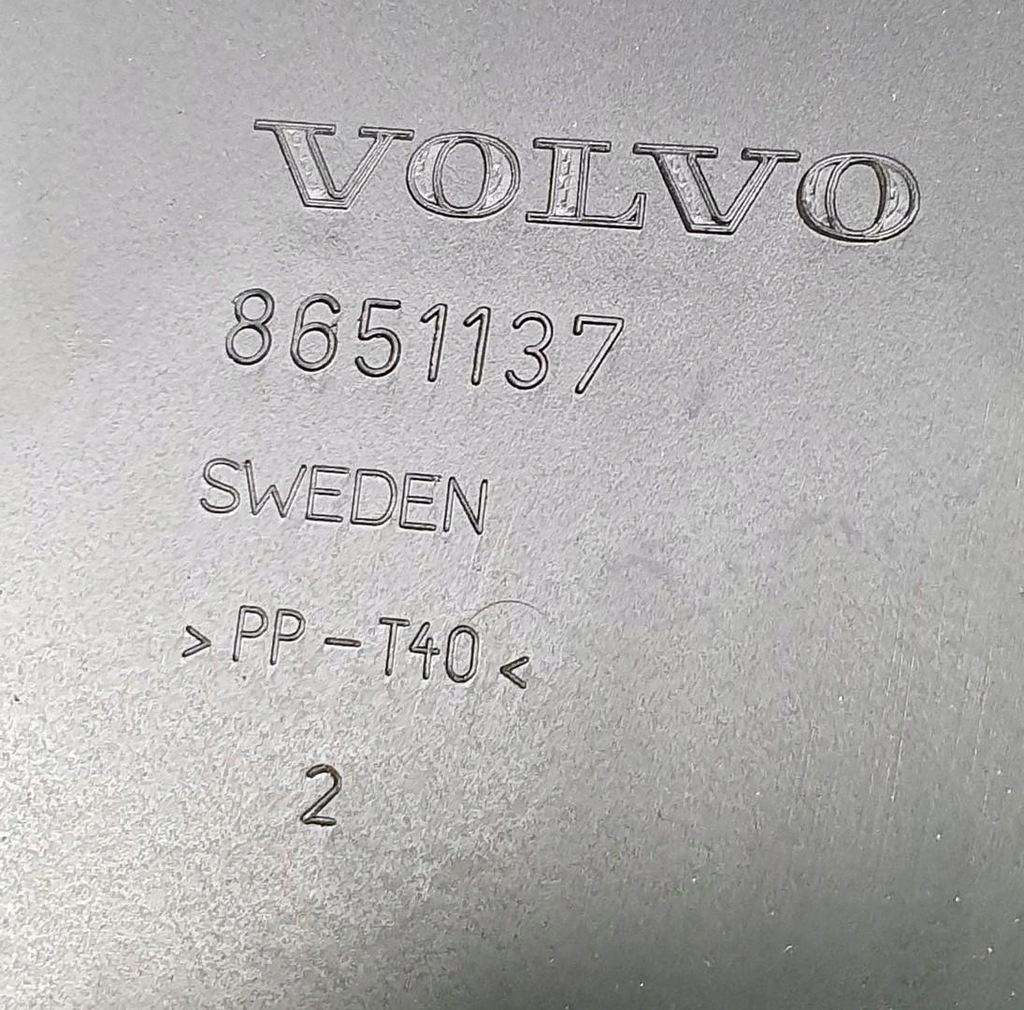 VOLVO
8651137
SWEDEN
>PP-T40<
2